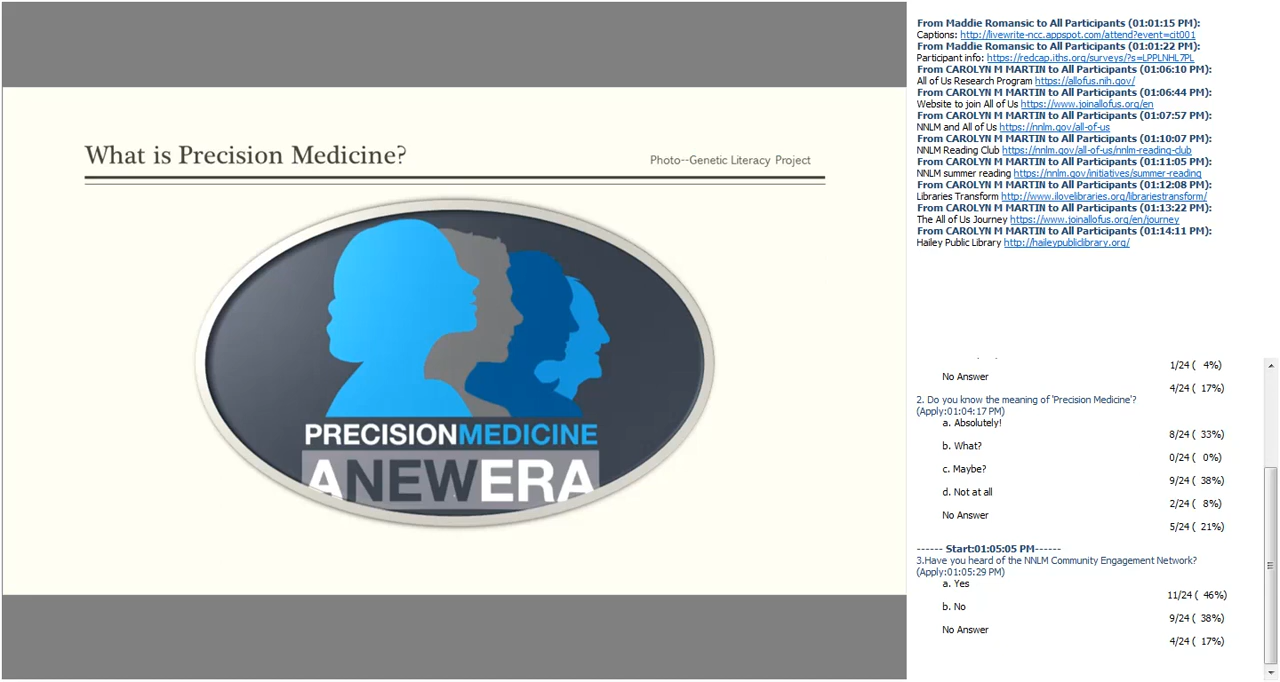 What is Precision Medicine?
Photo--Genetic Literacy Project
PRECISIONMEDICINE
ANEWERA
From Maddie Romansic to All Participants (01:01:15 PM):
Captions: http://livewrite-ncc.appspot.com/attend?event=cit001
From Maddie Romansic to All Participants (01:01:22 PM):
Participant info: https://redcap.iths.org/surveys/?s=LPPLNHL7PL
From CAROLYN M MARTIN to All Participants (01:06:10 PM):
All of Us Research Program https://allofus.nih.gov/
From CAROLYN M MARTIN to All Participants (01:06:44 PM):
Website to join All of Us https://www.joinallofus.org/en
From CAROLYN M MARTIN to All Participants (01:07:57 PM):
NNLM and All of Us https://nnlm.gov/all-of-us
From CAROLYN M MARTIN to All Participants (01:10:07 PM):
NNLM Reading Club https://nnlm.gov/all-of-us/nnlm-reading-club
From CAROLYN M MARTIN to All Participants (01:11:05 PM):
NNLM summer reading https://nnlm.gov/initiatives/summer-reading
From CAROLYN M MARTIN to All Participants (01:12:08 PM):
Libraries Transform http://www.ilovelibraries.org/librariestransform/
From CAROLYN M MARTIN to All Participants (01:13:22 PM):
The All of Us Journey https://www.joinallofus.org/en/journey
From CAROLYN M MARTIN to All Participants (01:14:11 PM):
Hailey Public Library http://haileypubliclibrary.org/
1/24 ( 4%)
No Answer
4/24 ( 17%)
2. Do you know the meaning of 'Precision Medicine'?
(Apply:01:04:17 PM)
a. Absolutely!
8/24 ( 33%)
b. What?
0/24 ( 0%)
c. Maybe?
9/24 ( 38%)
d. Not at all
2/24 ( 8%)
No Answer
5/24 ( 21%)
------ Start:01:05:05 PM------
3.Have you heard of the NNLM Community Engagement Network?
(Apply:01:05:29 PM)
a. Yes
11/24 ( 46%)
b. No
9/24 ( 38%)
No Answer
4/24 ( 17%)